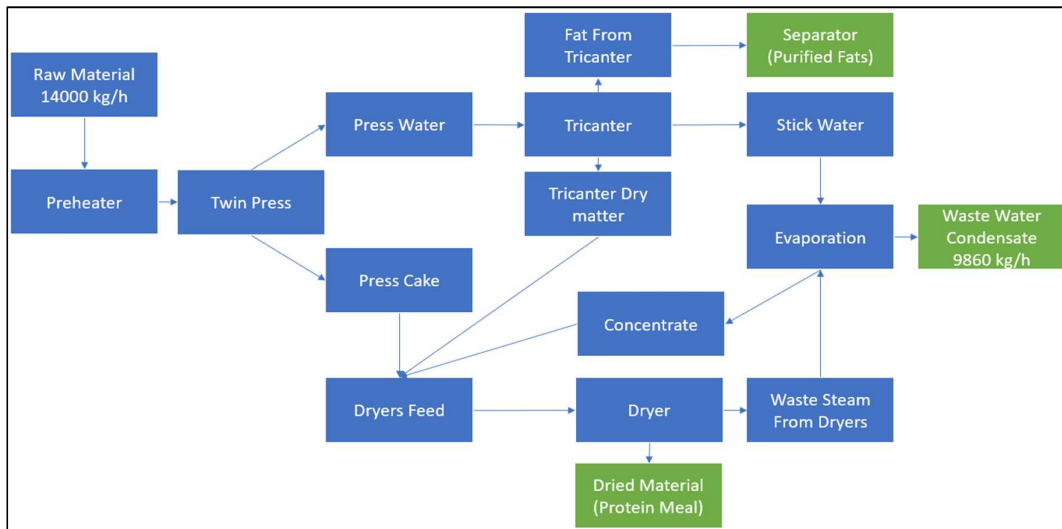 Raw Material
14000 kg/h
Preheater
Twin Press
Press Water
Press Cake
Dryers Feed
Fat From
Tricanter
Tricanter
Tricanter Dry
matter
Concentrate
Dryer
Dried Material
(Protein Meal)
Separator
(Purified Fats)
Stick Water
Evaporation
Waste Steam
From Dryers
Waste Water
Condensate
9860 kg/h